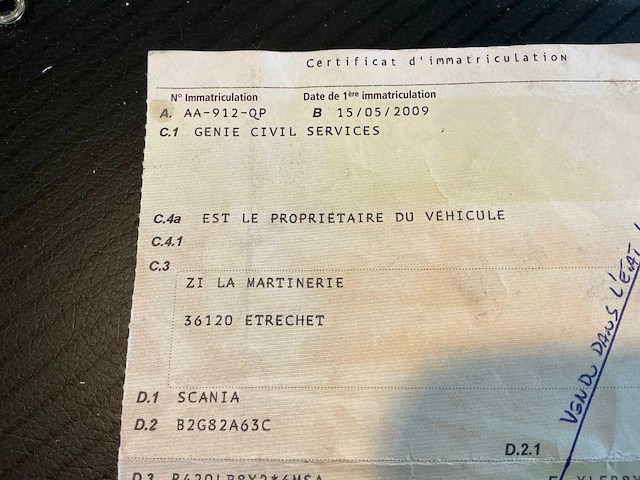 Certificat d'immatriculation
N° Immatriculation Date de 1ère immatriculation
A. AA-912-QP B 15/05/2009
C.1 GENIE CIVIL SERVICES
C.4a EST LE PROPRIÉTAIRE DU VÉHICULE
C.4.1
C.3
ZI LA MARTINERIE
36120 ETRECHET
D.1 SCANIA
D.2 B2G82A63C
VENDU DANS L'ÉTAT
D.2.1
D.3